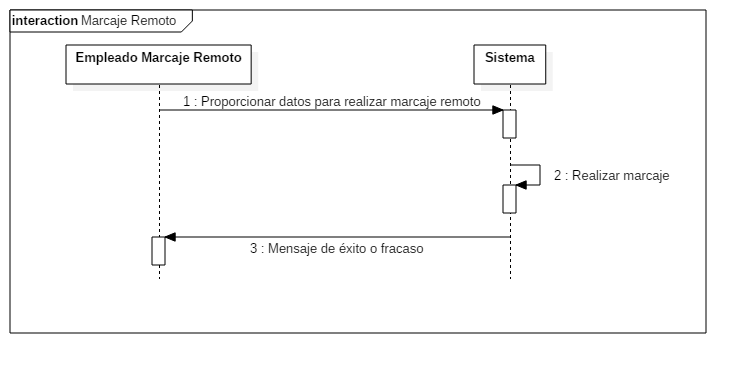 interaction Marcaje Remoto
Empleado Marcaje Remoto
Sistema
1 : Proporcionar datos para realizar marcaje remoto
2 : Realizar marcaje
3 : Mensaje de éxito o fracaso